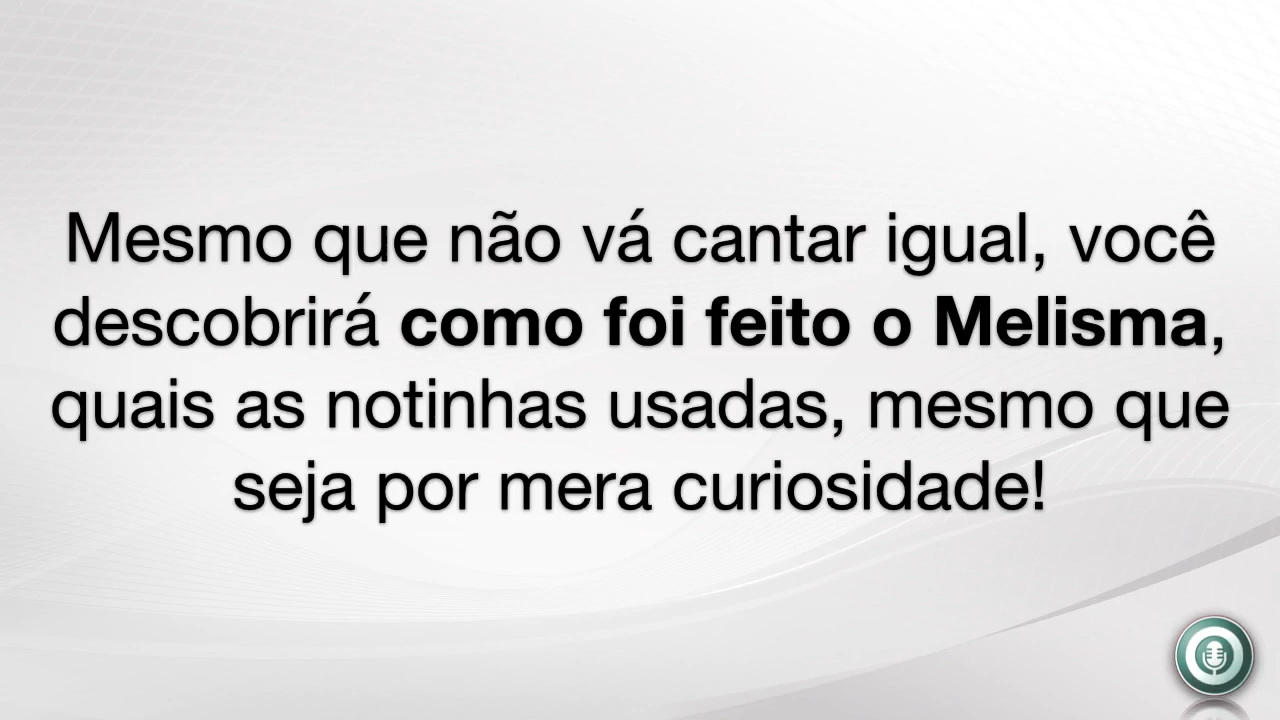 Mesmo que não vá cantar igual, você
descobrirá como foi feito o Melisma,
quais as notinhas usadas, mesmo que
seja por mera curiosidade!